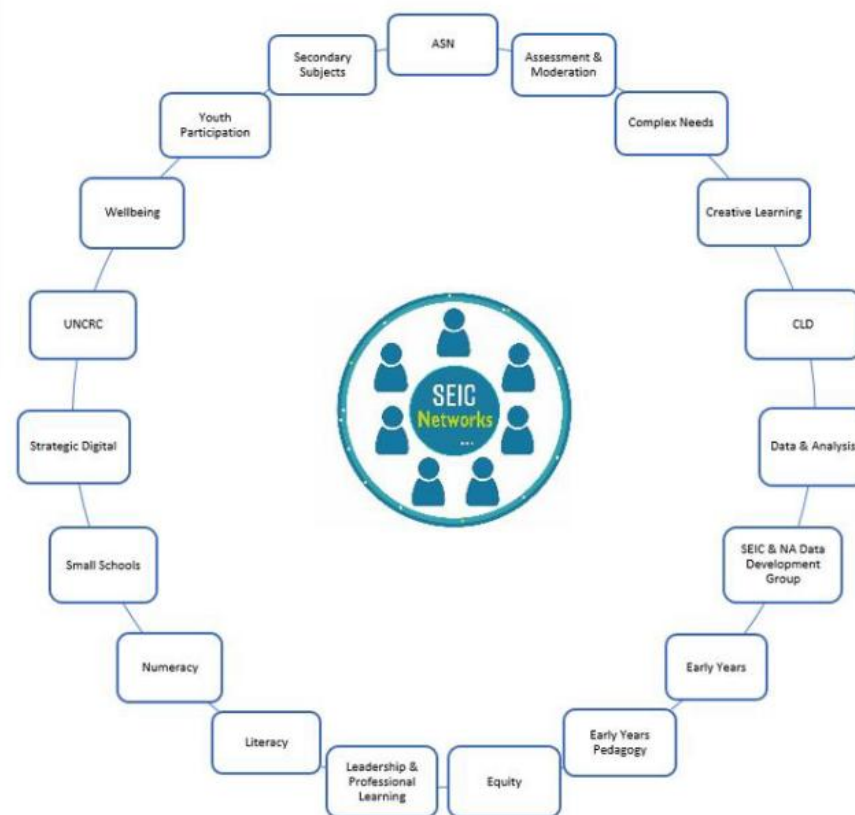 ASN
Assessment &
Moderation
Complex Needs
Creative Learning
CLD
Data & Analysis
SEIC & NA Data
Development
Group
Early Years
Early Years
Pedagogy
Equity
Leadership &
Professional
Learning
Literacy
Numeracy
Small Schools
Strategic Digital
UNCRC
Wellbeing
Youth
Participation
Secondary
Subjects
SEIC
Networks
...